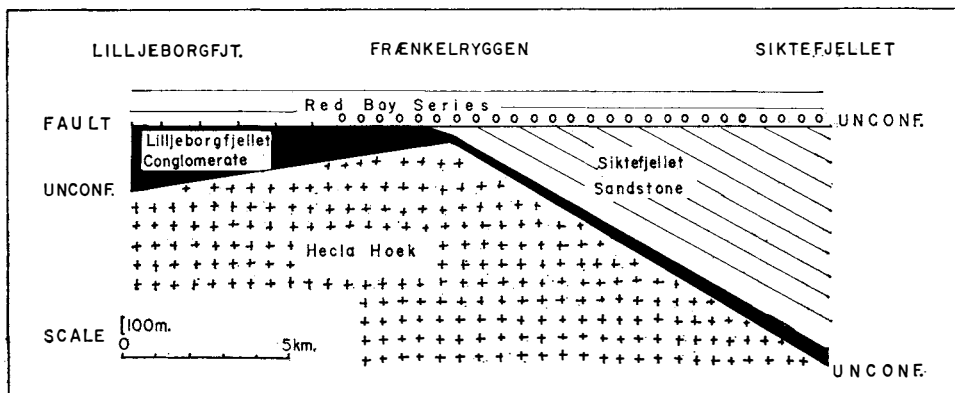 LILLJEBORGFJT.
FRÆNKELRYGGEN
SIKTEFJELLET
Red Bay Series
FAULT
UNCONF.
Lilljeborgfjellet
Conglomerate
Siktefjellet
Sandstone
UNCONF.
Hecla Hoek
SCALE
100m.
0 5km.
UNCONF.